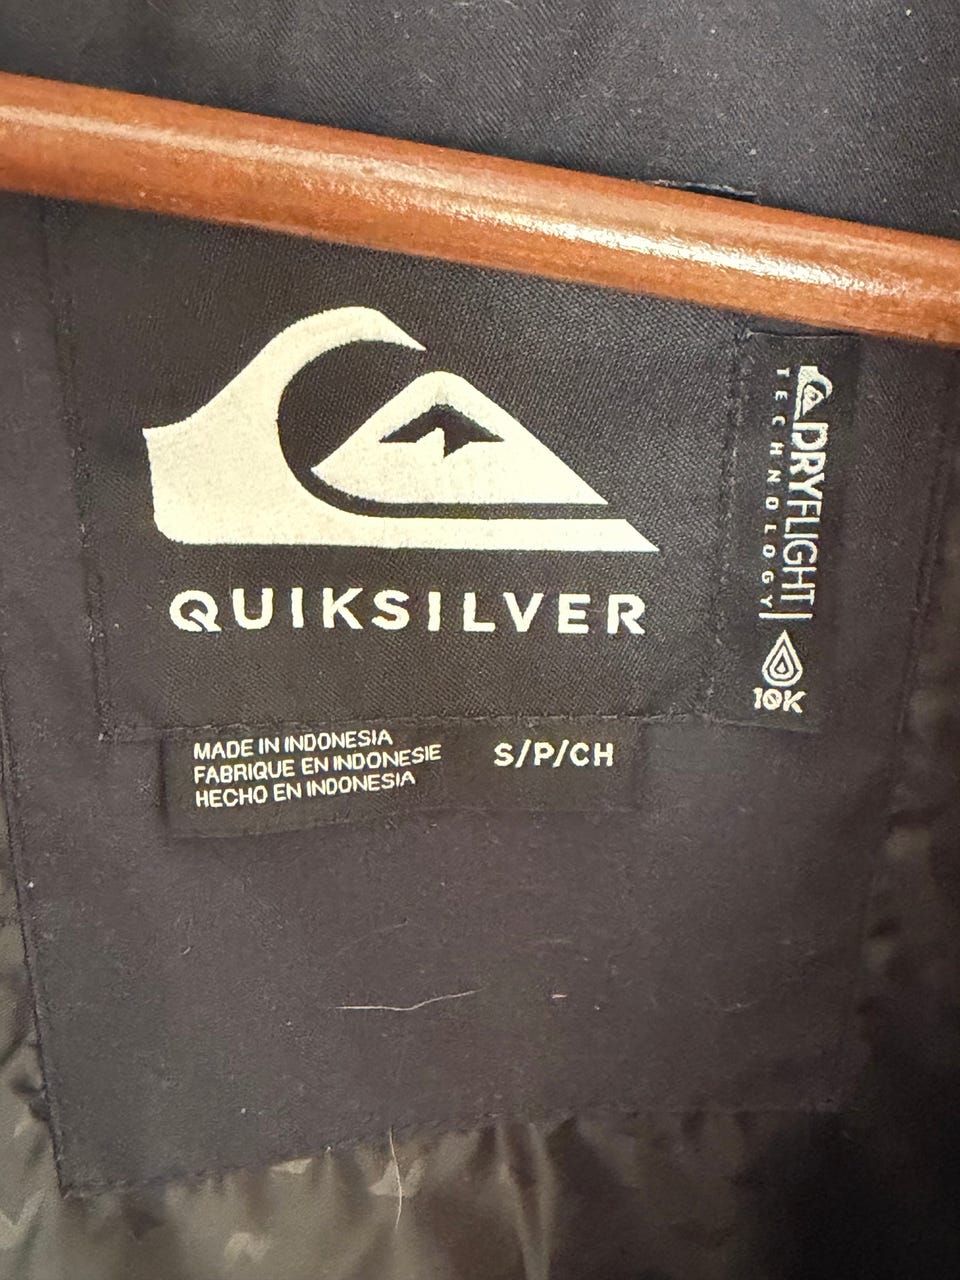 QUIKSILVER
DRYFLIGHT
TECHNOLOGY
10K
MADE IN INDONESIA
FABRIQUE EN INDONESIE
HECHO EN INDONESIA
S/P/CH